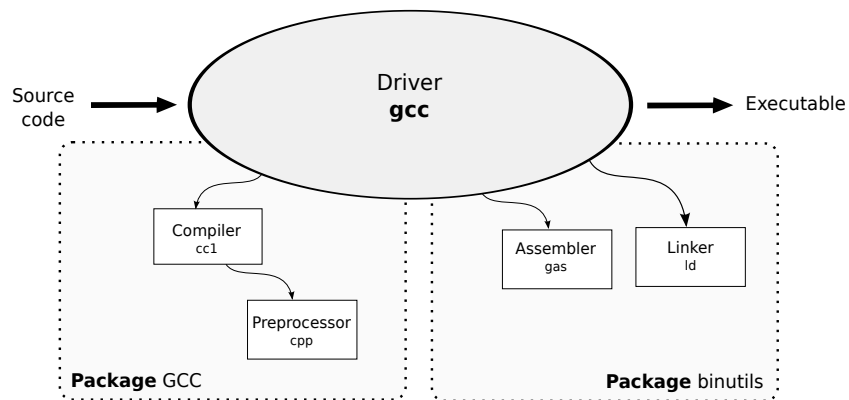 Driver
gcc
Source
code
Executable
Compiler
cc1
Assembler
gas
Linker
ld
Preprocessor
cpp
Package GCC
Package binutils